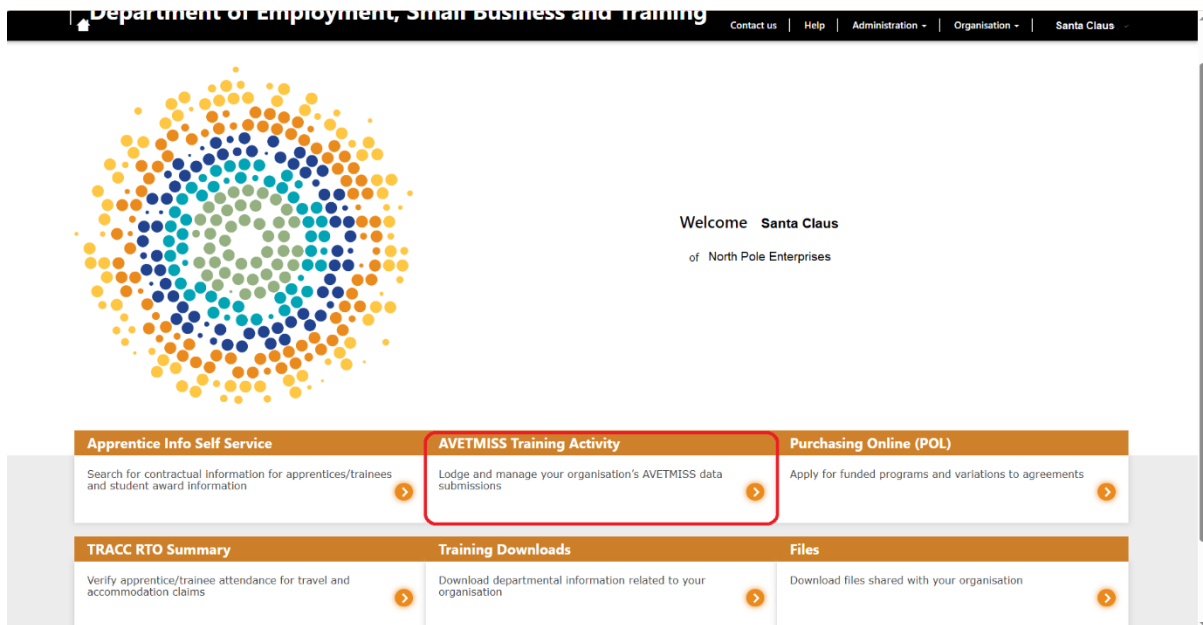 Department of Employment, Small Business and Training
Contact us | Help | Administration | Organisation | Santa Claus
Welcome Santa Claus
of North Pole Enterprises
Apprentice Info Self Service
Search for contractual information for apprentices/trainees
and student award information
AVETMISS Training Activity
Lodge and manage your organisation's AVETMISS data
submissions
Purchasing Online (POL)
Apply for funded programs and variations to agreements
TRACC RTO Summary
Verify apprentice/trainee attendance for travel and
accommodation claims
Training Downloads
Download departmental information related to your
organisation
Files
Download files shared with your organisation